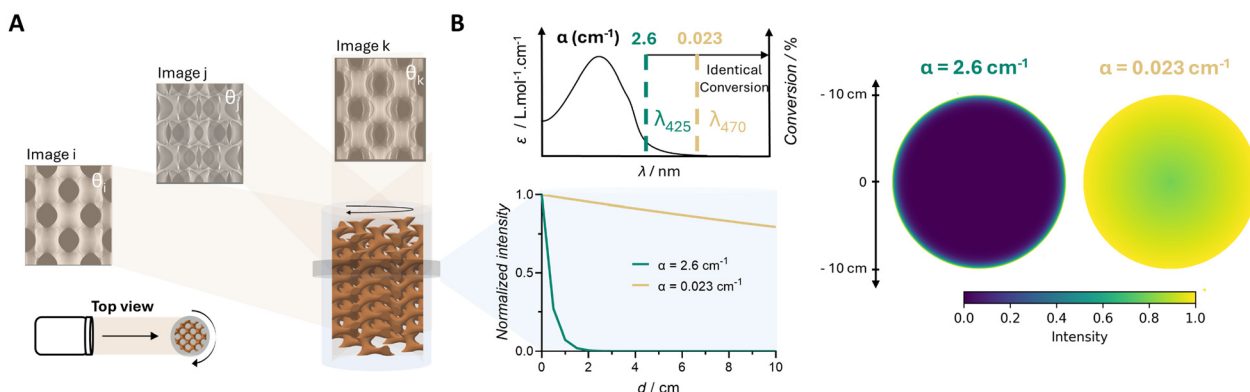 A
Image i
θi
Image j
θj
Image k
θk
Top view
B
α (cm⁻¹)
2.6
0.023
Identical
Conversion
λ425
λ470
ε / L.mol⁻¹.cm⁻¹
Conversion / %
λ / nm
Normalized intensity
1.0
0.5
0.0
α = 2.6 cm⁻¹
α = 0.023 cm⁻¹
0
2
4
6
8
10
d / cm
α = 2.6 cm⁻¹
α = 0.023 cm⁻¹
- 10 cm
0
- 10 cm
0.0
0.2
0.4
0.6
0.8
1.0
Intensity